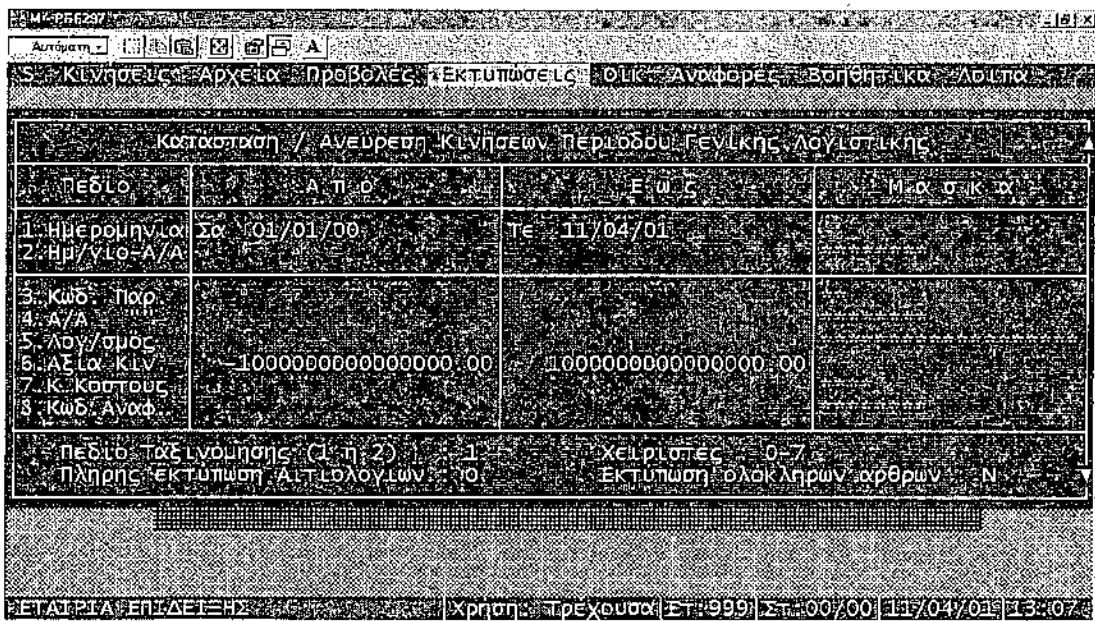 Αυτόματη A
S Κινήσεις Αρχεία Προβολές Εκτυπώσεις Οικ. Αναφορές Βοηθητικά Λοιπά
Κατάσταση / Ανεύρεση Κινήσεων Περιόδου Γενικής Λογιστικής
Πεδίο Α π ο Ε ω ς Μ α σ κ α
1.Ημερομηνία Σα 01/01/00 Τε 11/04/01
2.Ημ/γιο-Α/Α
3.Κωδ. Παρ.
4.Α/Α
5.Λογ/σμος
6.Αξία Κιν. -1000000000000000.00 1000000000000000.00
7.Κ.Κόστους
8.Κωδ.Αναφ.
Πεδίο Ταξινόμησης (1 ή 2) 1 Χειριστές 0-7
Πλήρης εκτύπωση Αιτιολογιών Ο Εκτύπωση ολόκληρων άρθρων Ν
ΕΤΑΙΡΙΑ ΕΠΙΔΕΙΞΗΣ Χρήση: Τρέχουσα ΕΤ:999 ΣΤ:00/00 11/04/01 13:07